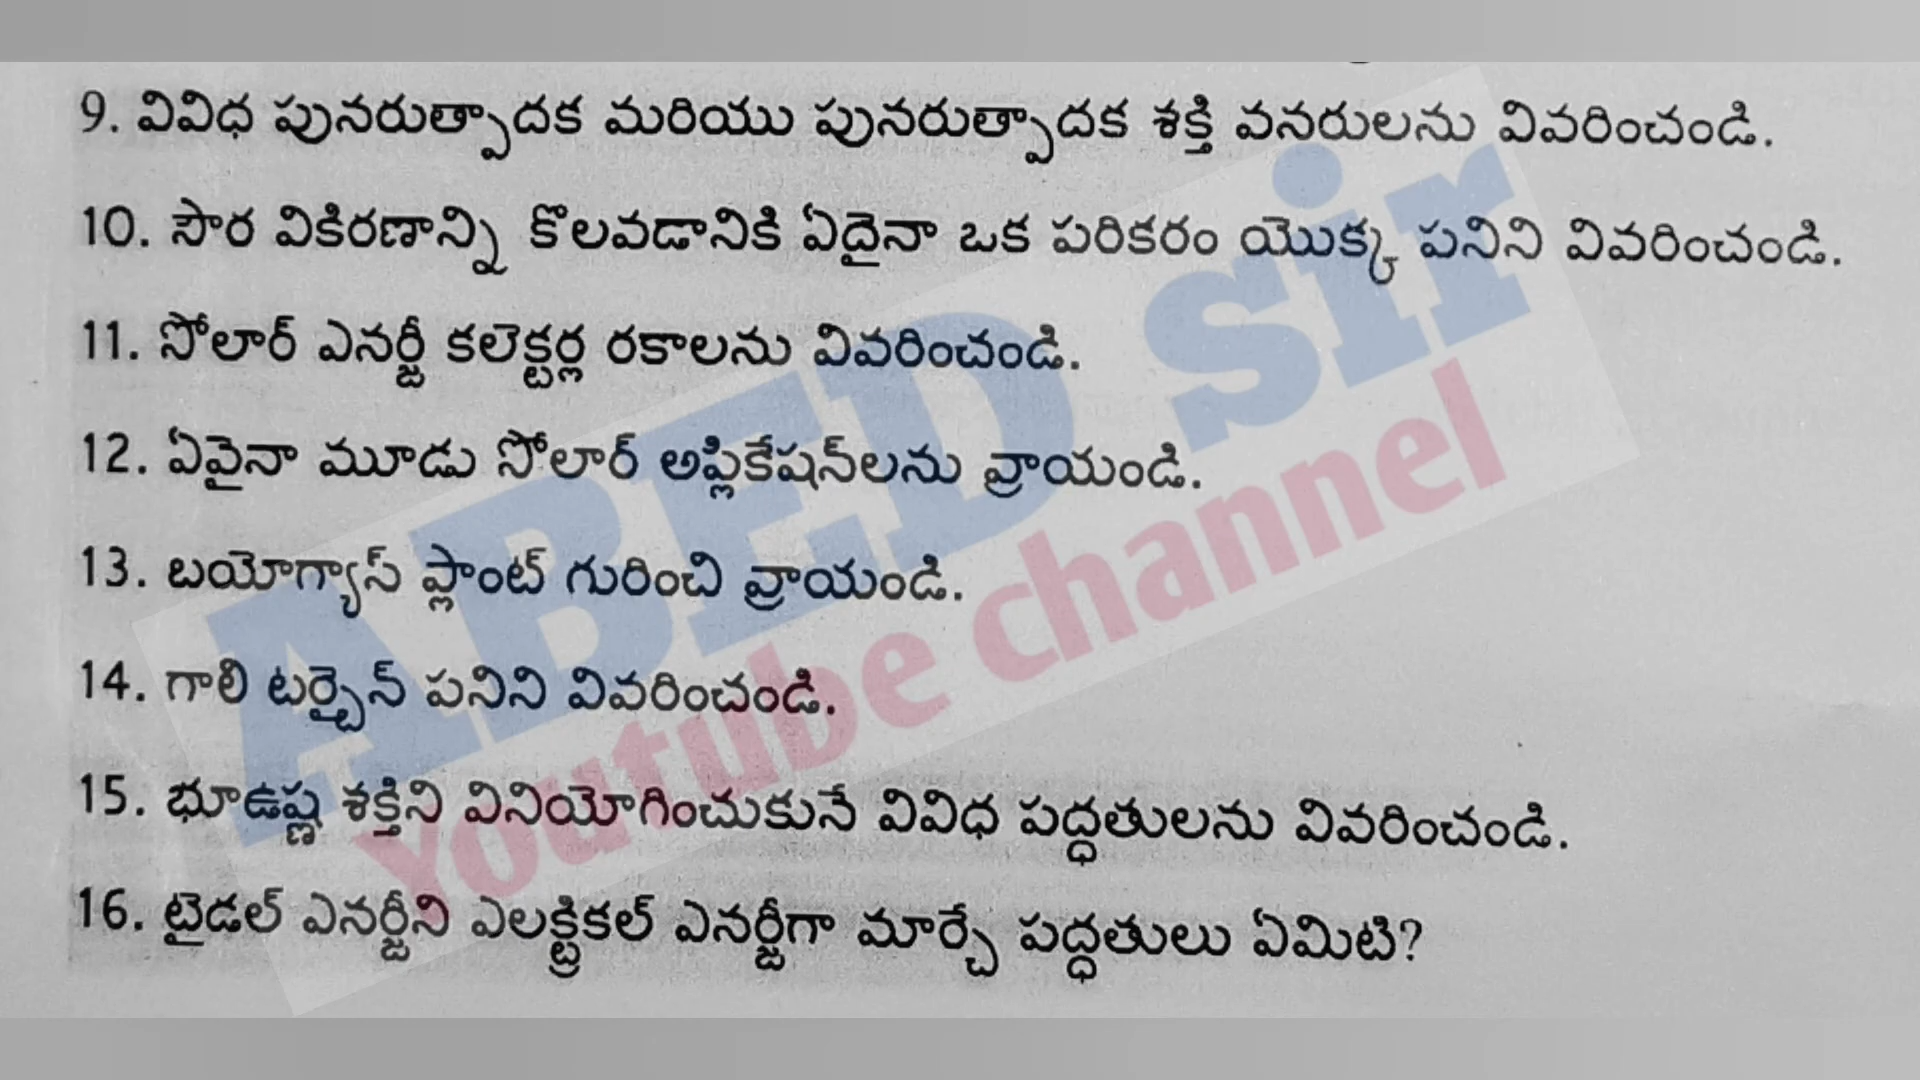 9. వివిధ పునరుత్పాదక మరియు పునరుత్పాదక శక్తి వనరులను వివరించండి.
10. సౌర వికిరణాన్ని కొలవడానికి ఏదైనా ఒక పరికరం యొక్క పనిని వివరించండి.
11. సోలార్ ఎనర్జీ కలెక్టర్ల రకాలను వివరించండి.
12. ఏవైనా మూడు సోలార్ అప్లికేషన్‌లను వ్రాయండి.
13. బయోగ్యాస్ ప్లాంట్ గురించి వ్రాయండి.
14. గాలి టర్బైన్ పనిని వివరించండి.
15. భూఉష్ణ శక్తిని వినియోగించుకునే వివిధ పద్ధతులను వివరించండి.
16. టైడల్ ఎనర్జీని ఎలక్ట్రికల్ ఎనర్జీగా మార్చే పద్ధతులు ఏమిటి?
ABED sir
Youtube channel